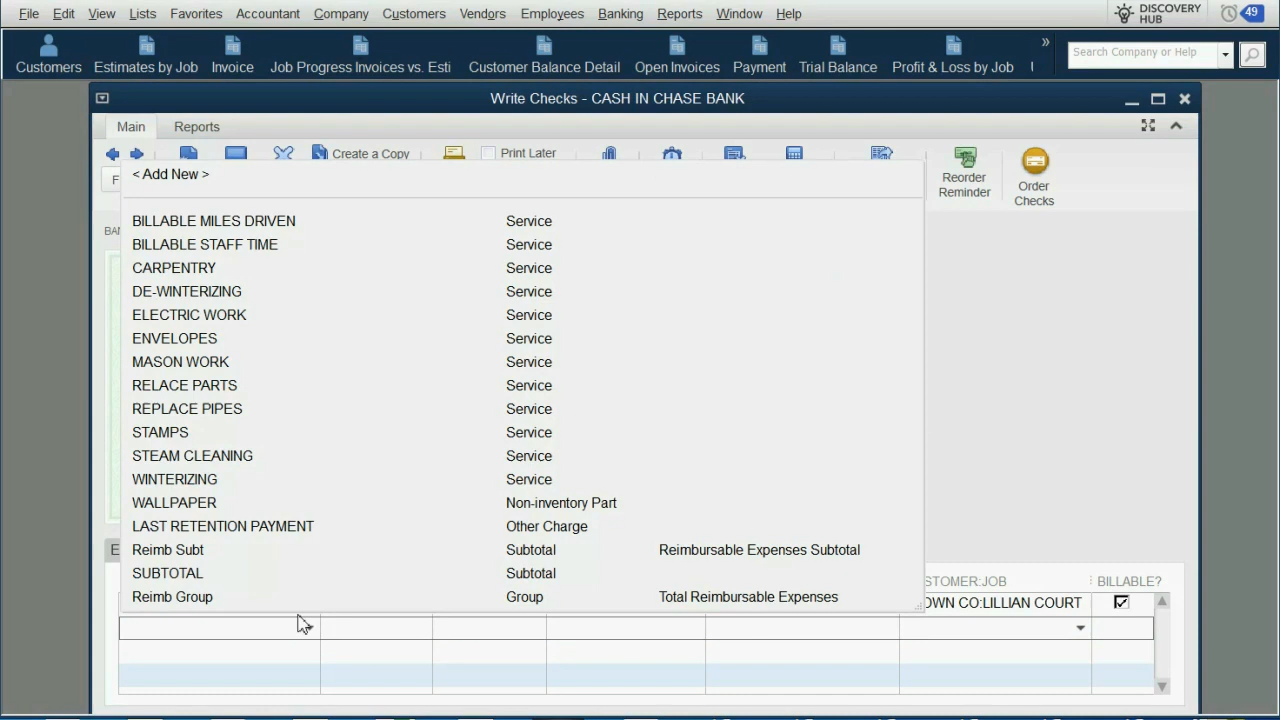 File Edit View Lists Favorites Accountant Company Customers Vendors Employees Banking Reports Window Help DISCOVERY HUB 49
Customers Estimates by Job Invoice Job Progress Invoices vs. Esti Customer Balance Detail Open Invoices Payment Trial Balance Profit & Loss by Job » Search Company or Help
Write Checks - CASH IN CHASE BANK
Main Reports
Create a Copy Print Later
Reorder Reminder
Order Checks
< Add New >
BILLABLE MILES DRIVEN Service
BILLABLE STAFF TIME Service
CARPENTRY Service
DE-WINTERIZING Service
ELECTRIC WORK Service
ENVELOPES Service
MASON WORK Service
RELACE PARTS Service
REPLACE PIPES Service
STAMPS Service
STEAM CLEANING Service
WINTERIZING Service
WALLPAPER Non-inventory Part
LAST RETENTION PAYMENT Other Charge
Reimb Subt Subtotal Reimbursable Expenses Subtotal
SUBTOTAL Subtotal
Reimb Group Group Total Reimbursable Expenses
STOMER:JOB BILLABLE?
OWN CO:LILLIAN COURT